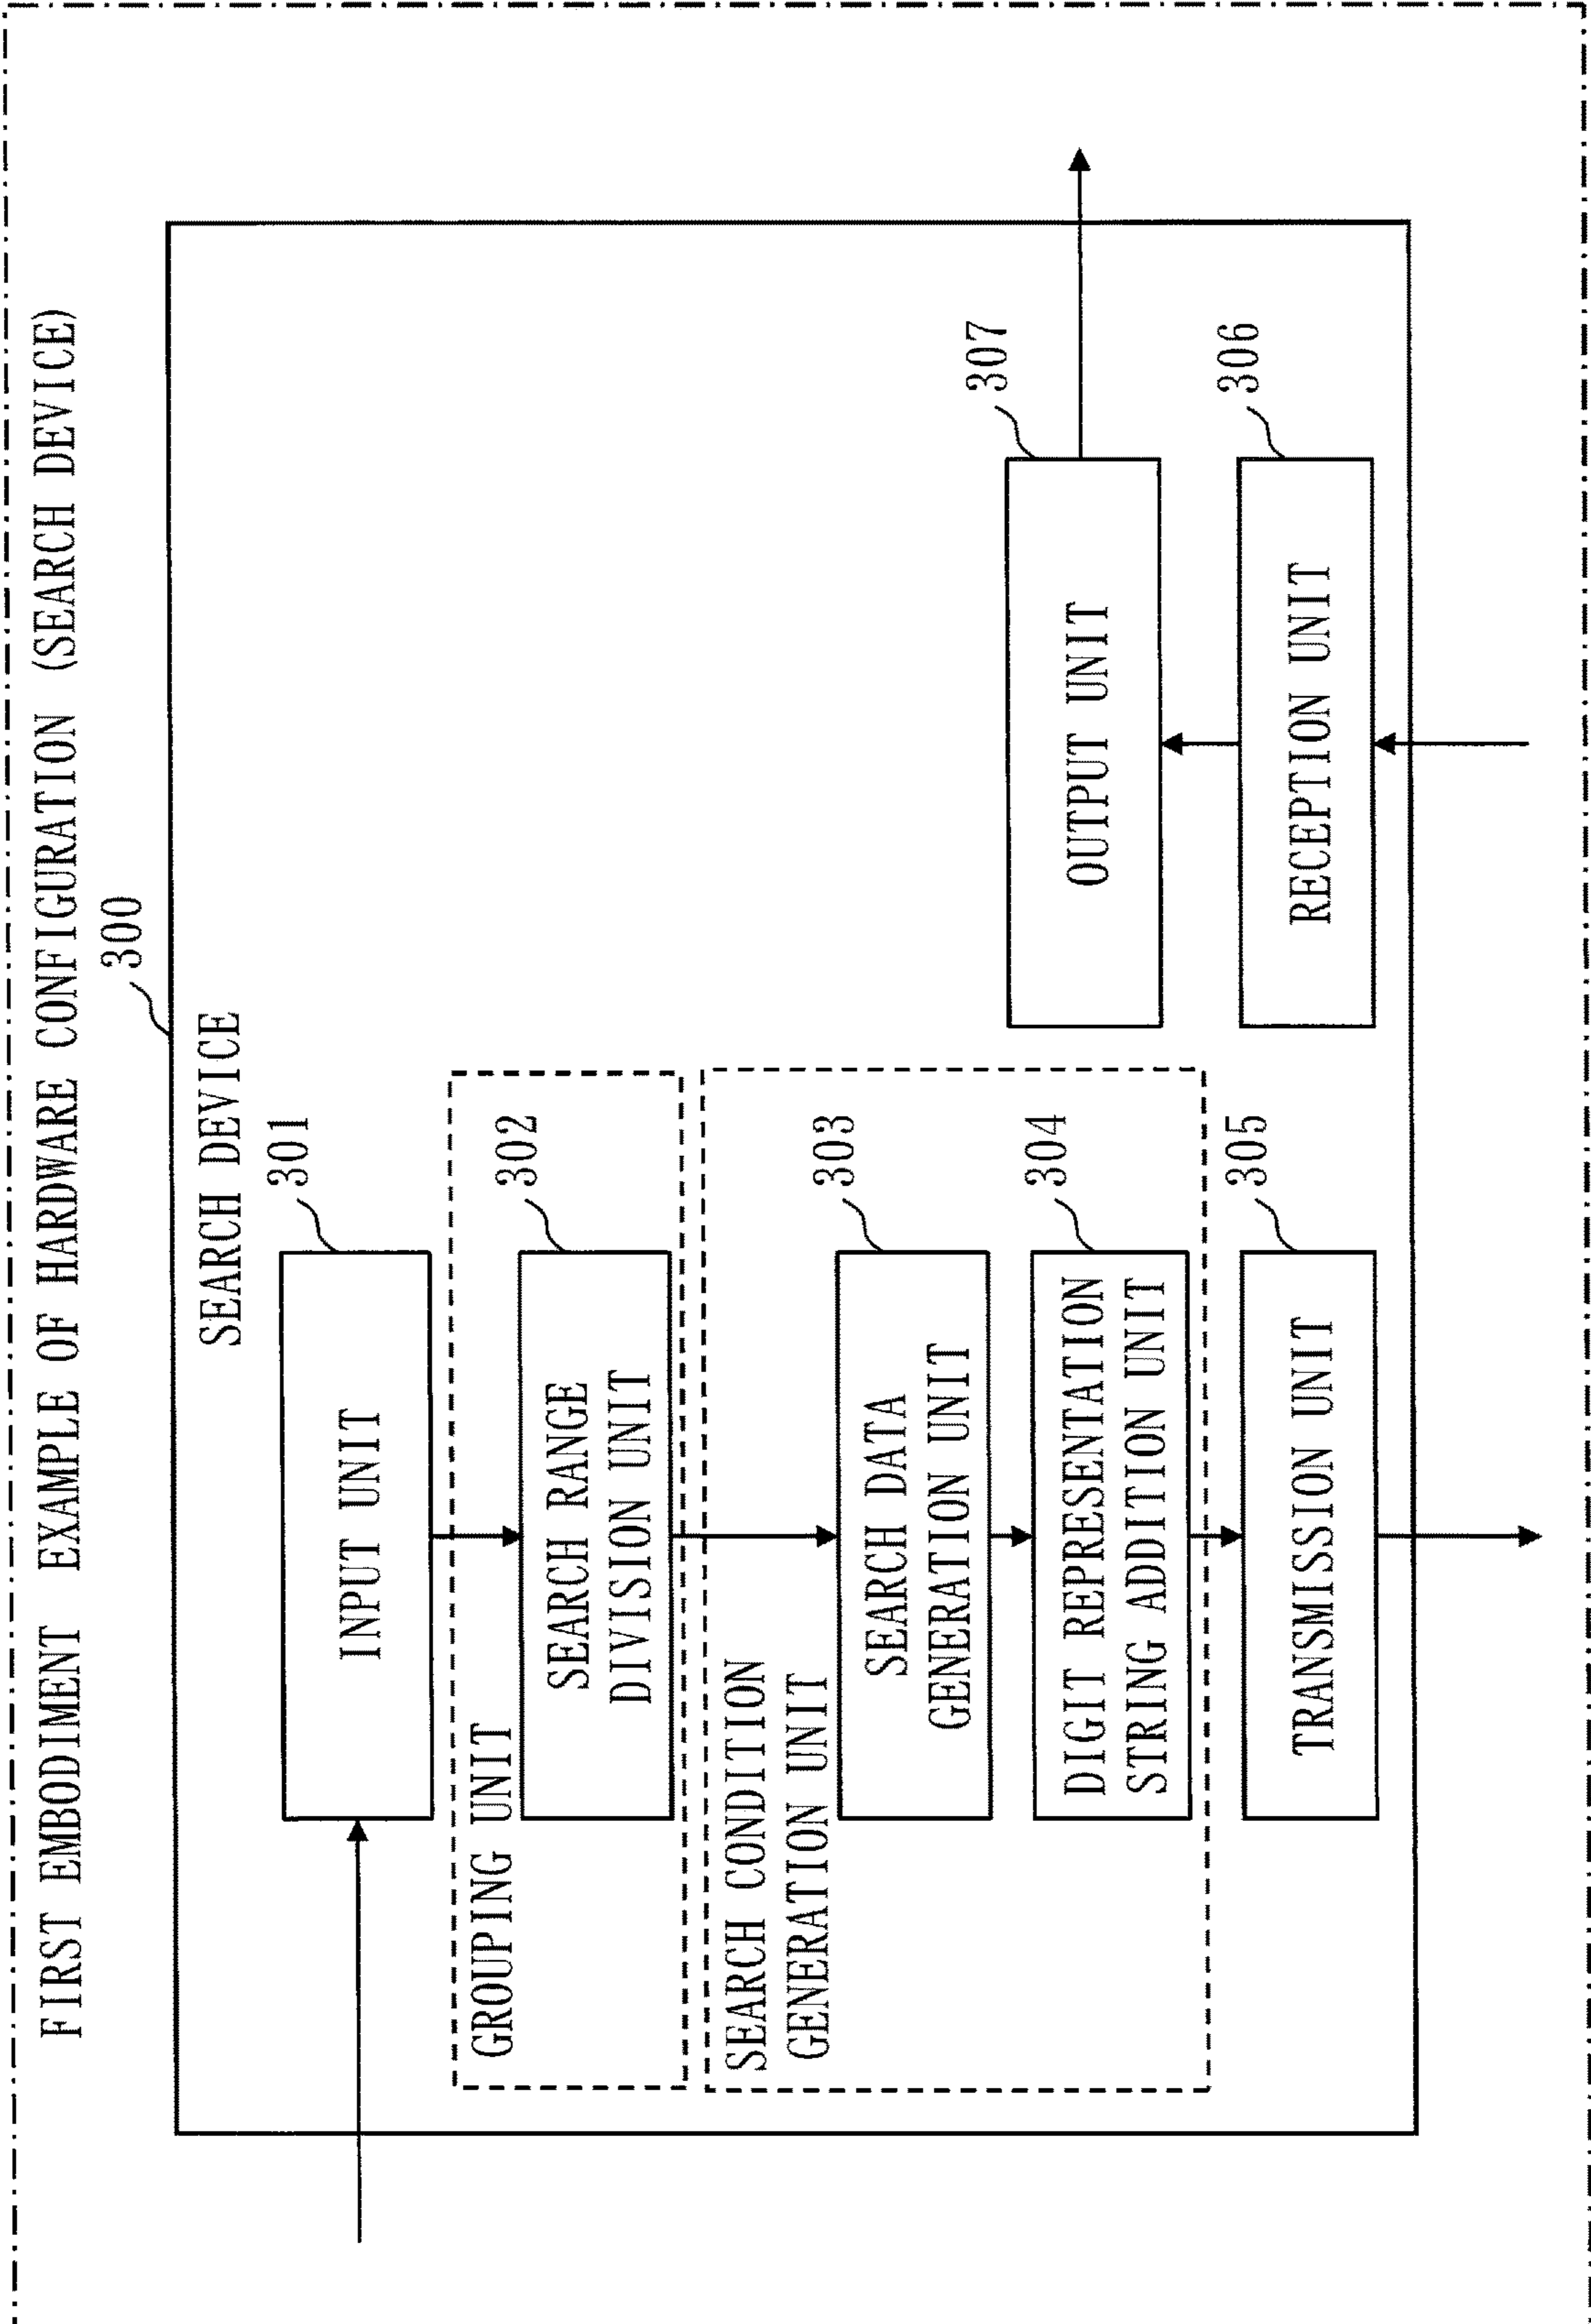 FIRST EMBODIMENT EXAMPLE OF HARDWARE CONFIGURATION (SEARCH DEVICE)
300
SEARCH DEVICE
301
INPUT UNIT
GROUPING UNIT
302
SEARCH RANGE
DIVISION UNIT
SEARCH CONDITION
GENERATION UNIT
303
SEARCH DATA
GENERATION UNIT
304
DIGIT REPRESENTATION
STRING ADDITION UNIT
305
TRANSMISSION UNIT
307
OUTPUT UNIT
306
RECEPTION UNIT